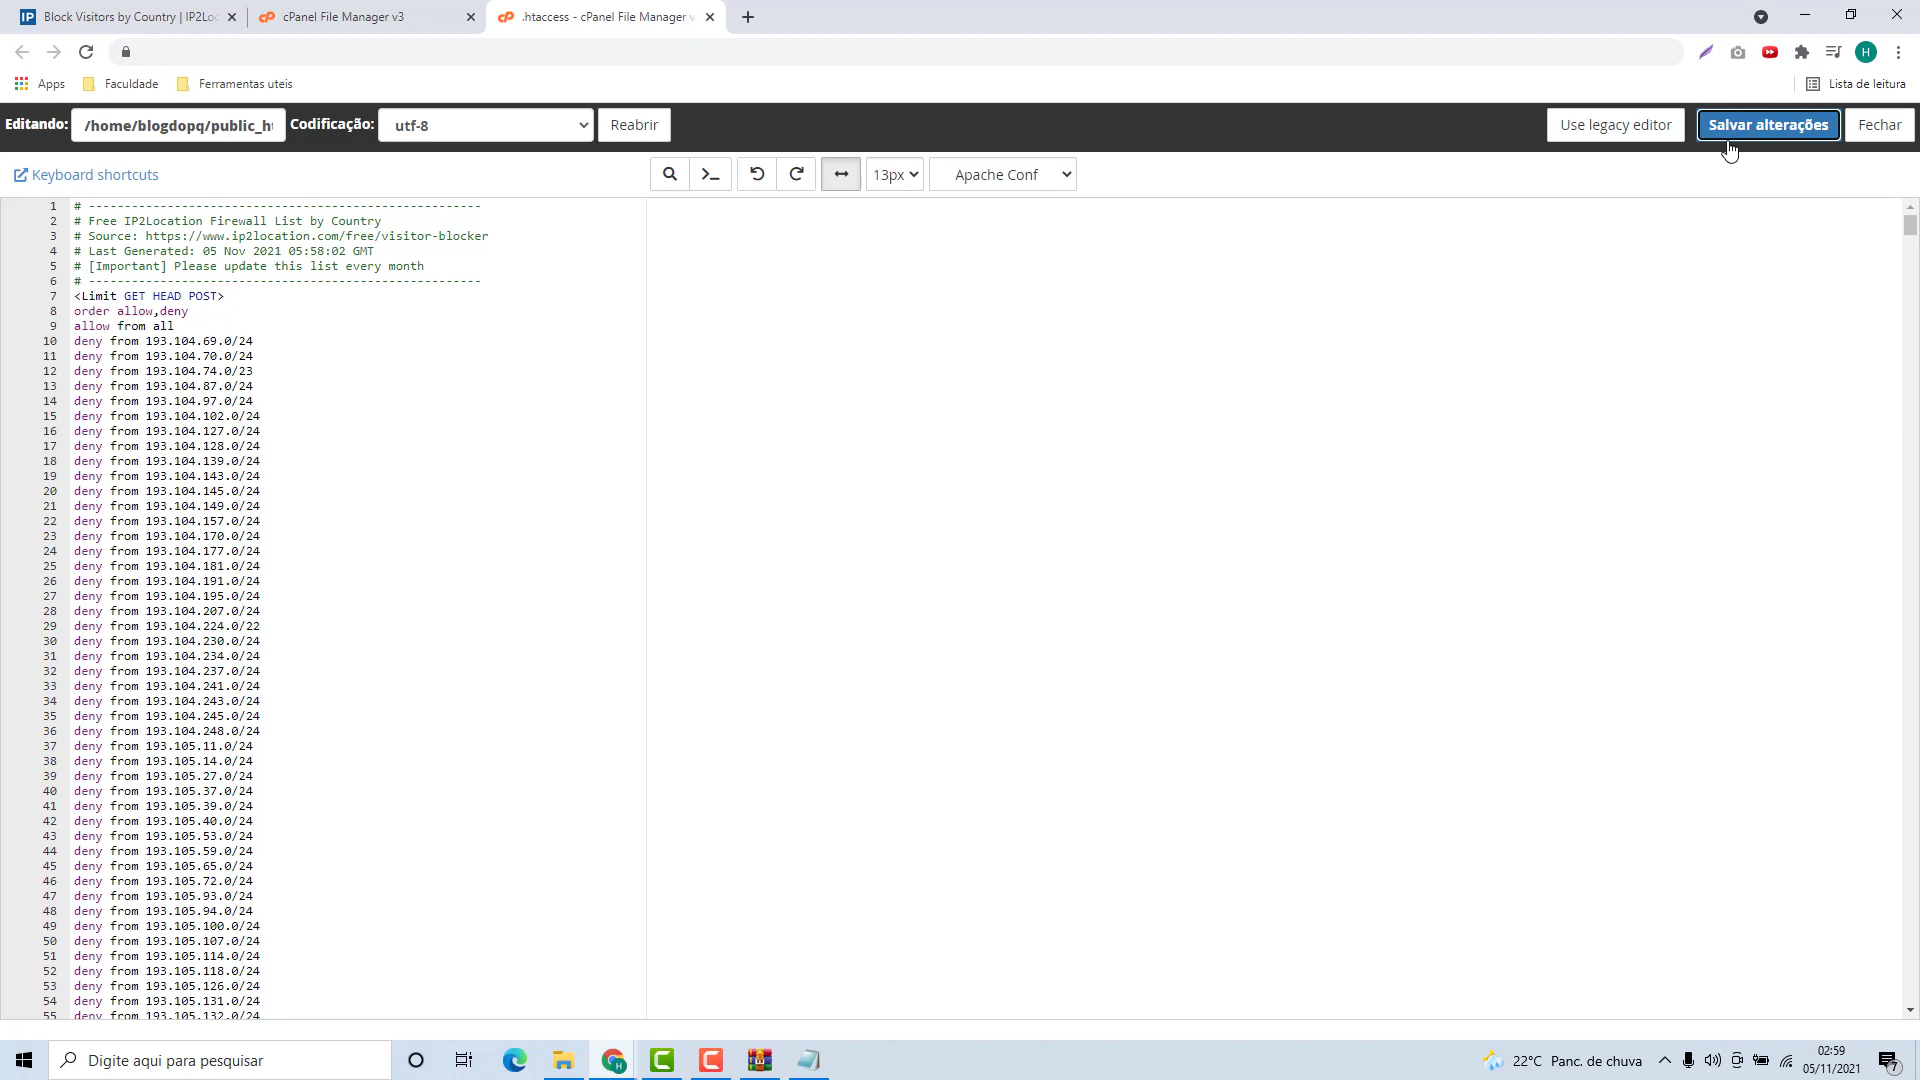 Block Visitors by Country | IP2Loc
cPanel File Manager v3
.htaccess - cPanel File Manager v
H
Apps
Faculdade
Ferramentas uteis
Lista de leitura
Editando:
/home/blogdopq/public_ht
Codificação:
utf-8
Reabrir
Use legacy editor
Salvar alterações
Fechar
Keyboard shortcuts
13px
Apache Conf
1 # -------------------------------------------------------
2 # Free IP2Location Firewall List by Country
3 # Source: https://www.ip2location.com/free/visitor-blocker
4 # Last Generated: 05 Nov 2021 05:58:02 GMT
5 # [Important] Please update this list every month
6 # -------------------------------------------------------
7 <Limit GET HEAD POST>
8 order allow,deny
9 allow from all
10 deny from 193.104.69.0/24
11 deny from 193.104.70.0/24
12 deny from 193.104.74.0/23
13 deny from 193.104.87.0/24
14 deny from 193.104.97.0/24
15 deny from 193.104.102.0/24
16 deny from 193.104.127.0/24
17 deny from 193.104.128.0/24
18 deny from 193.104.139.0/24
19 deny from 193.104.143.0/24
20 deny from 193.104.145.0/24
21 deny from 193.104.149.0/24
22 deny from 193.104.157.0/24
23 deny from 193.104.170.0/24
24 deny from 193.104.177.0/24
25 deny from 193.104.181.0/24
26 deny from 193.104.191.0/24
27 deny from 193.104.195.0/24
28 deny from 193.104.207.0/24
29 deny from 193.104.224.0/22
30 deny from 193.104.230.0/24
31 deny from 193.104.234.0/24
32 deny from 193.104.237.0/24
33 deny from 193.104.241.0/24
34 deny from 193.104.243.0/24
35 deny from 193.104.245.0/24
36 deny from 193.104.248.0/24
37 deny from 193.105.11.0/24
38 deny from 193.105.14.0/24
39 deny from 193.105.27.0/24
40 deny from 193.105.37.0/24
41 deny from 193.105.39.0/24
42 deny from 193.105.40.0/24
43 deny from 193.105.53.0/24
44 deny from 193.105.59.0/24
45 deny from 193.105.65.0/24
46 deny from 193.105.72.0/24
47 deny from 193.105.93.0/24
48 deny from 193.105.94.0/24
49 deny from 193.105.100.0/24
50 deny from 193.105.107.0/24
51 deny from 193.105.114.0/24
52 deny from 193.105.118.0/24
53 deny from 193.105.126.0/24
54 deny from 193.105.131.0/24
55 deny from 193.105.132.0/24
Digite aqui para pesquisar
22°C Panc. de chuva
02:59
05/11/2021
7